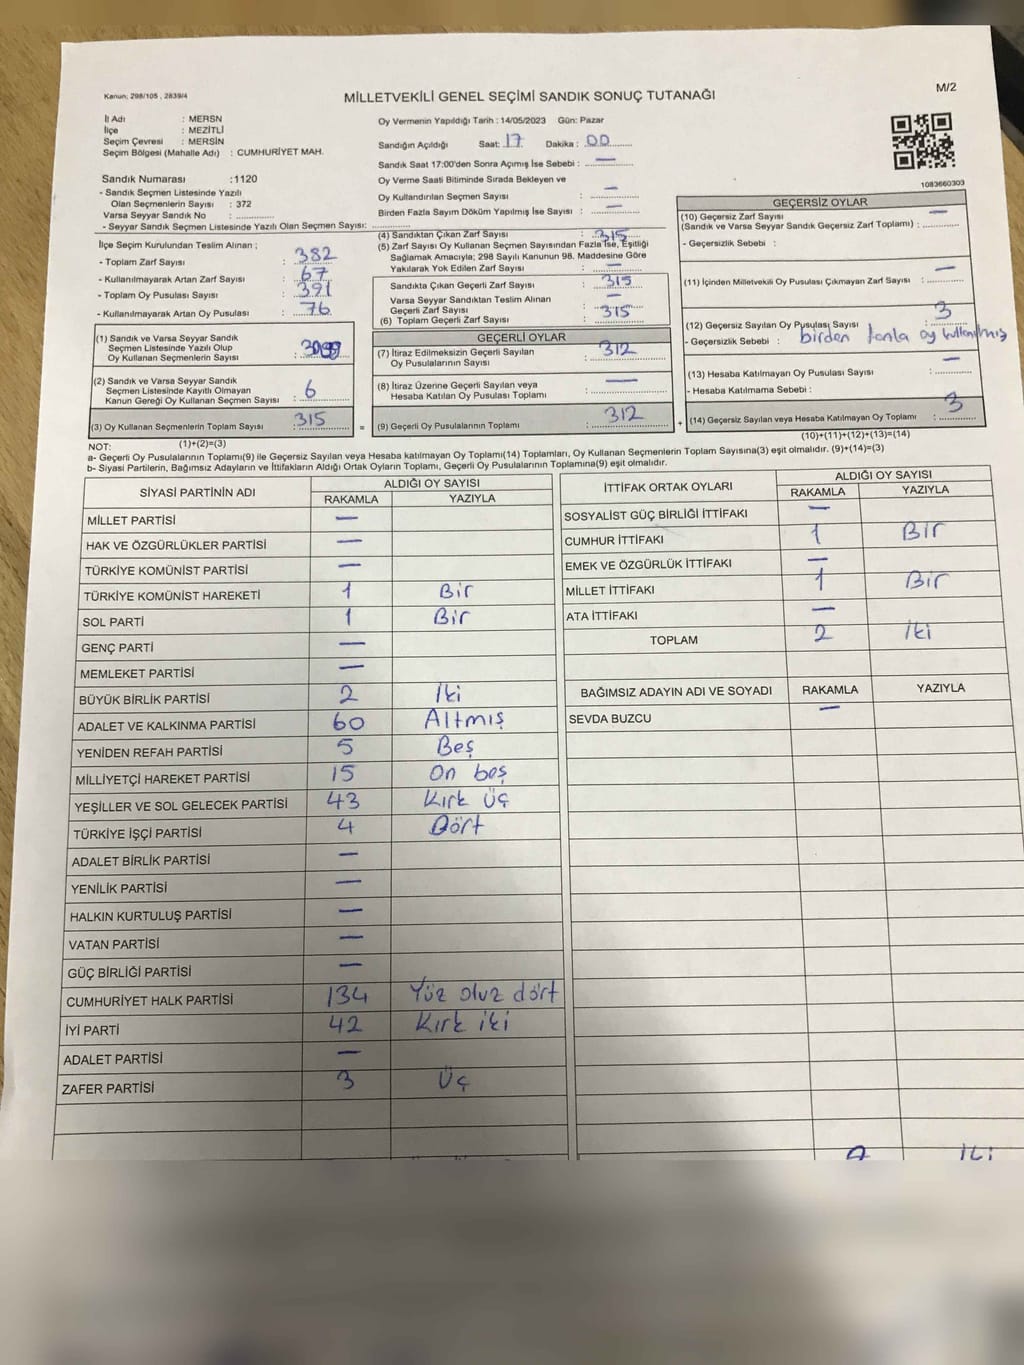 Kanun; 298/105 , 2839/4
M/2
MİLLETVEKİLİ GENEL SEÇİMİ SANDIK SONUÇ TUTANAĞI
İl Adı : MERSN
İlçe : MEZİTLİ
Seçim Çevresi : MERSİN
Seçim Bölgesi (Mahalle Adı) : CUMHURİYET MAH.
Sandık Numarası :1120
- Sandık Seçmen Listesinde Yazılı
Olan Seçmenlerin Sayısı : 372
Varsa Seyyar Sandık No : ..............
- Seyyar Sandık Seçmen Listesinde Yazılı Olan Seçmen Sayısı: ..............
Oy Vermenin Yapıldığı Tarih : 14/05/2023 Gün: Pazar
Sandığın Açıldığı Saat: 17 Dakika : 00
Sandık Saat 17:00'den Sonra Açımış İse Sebebi : —
Oy Verme Saati Bitiminde Sırada Bekleyen ve
Oy Kullandırılan Seçmen Sayısı : —
Birden Fazla Sayım Döküm Yapılmış İse Sayısı : —
1083660303
İlçe Seçim Kurulundan Teslim Alınan ;
- Toplam Zarf Sayısı : 382
- Kullanılmayarak Artan Zarf Sayısı : 67
- Toplam Oy Pusulası Sayısı : 391
- Kullanılmayarak Artan Oy Pusulası : 76
(1) Sandık ve Varsa Seyyar Sandık
Seçmen Listesinde Yazılı Olup
Oy Kullanan Seçmenlerin Sayısı :
(2) Sandık ve Varsa Seyyar Sandık
Seçmen Listesinde Kayıtlı Olmayan
Kanun Gereği Oy Kullanan Seçmen Sayısı : 6
(3) Oy Kullanan Seçmenlerin Toplam Sayısı : 315
(1)+(2)=(3)
(4) Sandıktan Çıkan Zarf Sayısı : 315
(5) Zarf Sayısı Oy Kullanan Seçmen Sayısından Fazla İse, Eşitliği
Sağlamak Amacıyla; 298 Sayılı Kanunun 98. Maddesine Göre
Yakılarak Yok Edilen Zarf Sayısı : —
Sandıkta Çıkan Geçerli Zarf Sayısı : 315
Varsa Seyyar Sandıktan Teslim Alınan
Geçerli Zarf Sayısı : —
(6) Toplam Geçerli Zarf Sayısı : 315
GEÇERLİ OYLAR
(7) İtiraz Edilmeksizin Geçerli Sayılan
Oy Pusulalarının Sayısı : 312
(8) İtiraz Üzerine Geçerli Sayılan veya
Hesaba Katılan Oy Pusulası Toplamı : —
= (9) Geçerli Oy Pusulalarının Toplamı : 312
GEÇERSİZ OYLAR
(10) Geçersiz Zarf Sayısı
(Sandık ve Varsa Seyyar Sandık Geçersiz Zarf Toplamı) : —
- Geçersizlik Sebebi :
(11) İçinden Milletvekili Oy Pusulası Çıkmayan Zarf Sayısı : —
(12) Geçersiz Sayılan Oy Pusulası Sayısı : 3
- Geçersizlik Sebebi : birden fazla oy kullanılmış
(13) Hesaba Katılmayan Oy Pusulası Sayısı : —
- Hesaba Katılmama Sebebi :
+ (14) Geçersiz Sayılan veya Hesaba Katılmayan Oy Toplamı : 3
(10)+(11)+(12)+(13)=(14)
NOT:
a- Geçerli Oy Pusulalarının Toplamı(9) ile Geçersiz Sayılan veya Hesaba katılmayan Oy Toplamı(14) Toplamları, Oy Kullanan Seçmenlerin Toplam Sayısına(3) eşit olmalıdır. (9)+(14)=(3)
b- Siyasi Partilerin, Bağımsız Adayların ve İttifakların Aldığı Ortak Oyların Toplamı, Geçerli Oy Pusulalarının Toplamına(9) eşit olmalıdır.
SİYASİ PARTİNİN ADI ALDIĞI OY SAYISI
RAKAMLA YAZIYLA
MİLLET PARTİSİ —
HAK VE ÖZGÜRLÜKLER PARTİSİ —
TÜRKİYE KOMÜNİST PARTİSİ —
TÜRKİYE KOMÜNİST HAREKETİ 1 Bir
SOL PARTİ 1 Bir
GENÇ PARTİ —
MEMLEKET PARTİSİ —
BÜYÜK BİRLİK PARTİSİ 2 İki
ADALET VE KALKINMA PARTİSİ 60 Altmış
YENİDEN REFAH PARTİSİ 5 Beş
MİLLİYETÇİ HAREKET PARTİSİ 15 On beş
YEŞİLLER VE SOL GELECEK PARTİSİ 43 Kırk Üç
TÜRKİYE İŞÇİ PARTİSİ 4 Dört
ADALET BİRLİK PARTİSİ —
YENİLİK PARTİSİ —
HALKIN KURTULUŞ PARTİSİ —
VATAN PARTİSİ —
GÜÇ BİRLİĞİ PARTİSİ —
CUMHURİYET HALK PARTİSİ 134 Yüz otuz dört
İYİ PARTİ 42 Kırk iki
ADALET PARTİSİ —
ZAFER PARTİSİ 3 Üç
İTTİFAK ORTAK OYLARI ALDIĞI OY SAYISI
RAKAMLA YAZIYLA
SOSYALİST GÜÇ BİRLİĞİ İTTİFAKI —
CUMHUR İTTİFAKI 1 Bir
EMEK VE ÖZGÜRLÜK İTTİFAKI —
MİLLET İTTİFAKI 1 Bir
ATA İTTİFAKI —
TOPLAM 2 İki
BAĞIMSIZ ADAYIN ADI VE SOYADI RAKAMLA YAZIYLA
SEVDA BUZCU —